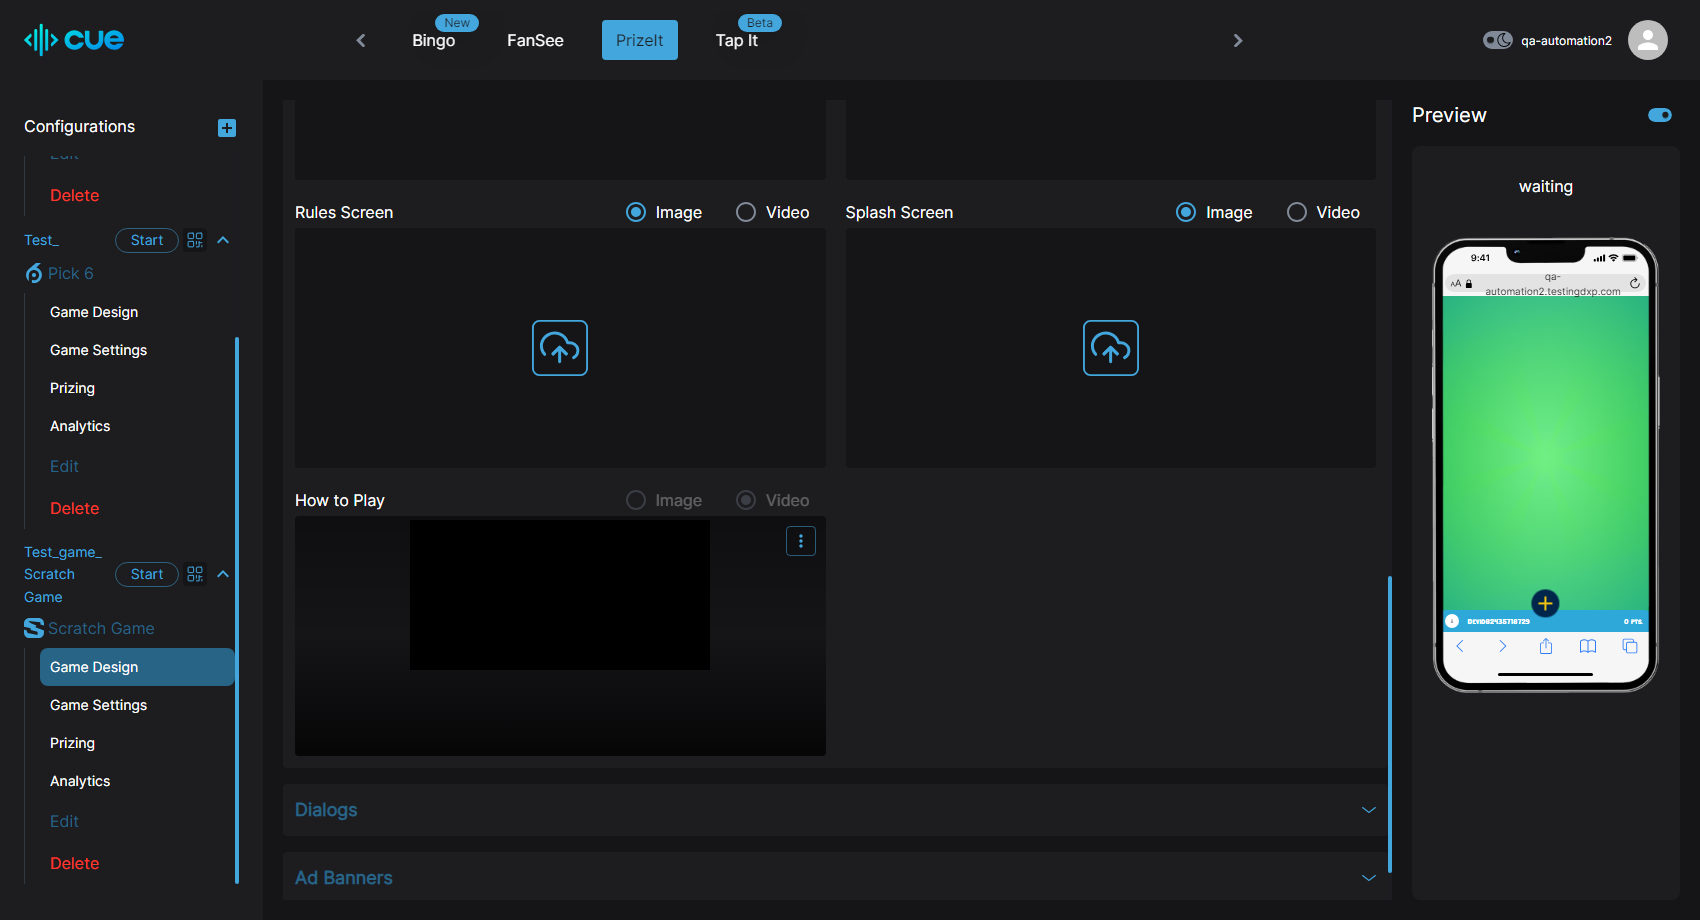 cue
New
Bingo
FanSee
PrizeIt
Beta
Tap It
qa-automation2
Configurations
Edit
Delete
Test_
Start
Pick 6
Game Design
Game Settings
Prizing
Analytics
Edit
Delete
Test_game_
Scratch
Game
Start
Scratch Game
Game Design
Game Settings
Prizing
Analytics
Edit
Delete
Rules Screen
Image
Video
Splash Screen
Image
Video
How to Play
Image
Video
Dialogs
Ad Banners
Preview
waiting
9:41
AA
qa-
automation2.testingdxp.com
0 Pts.